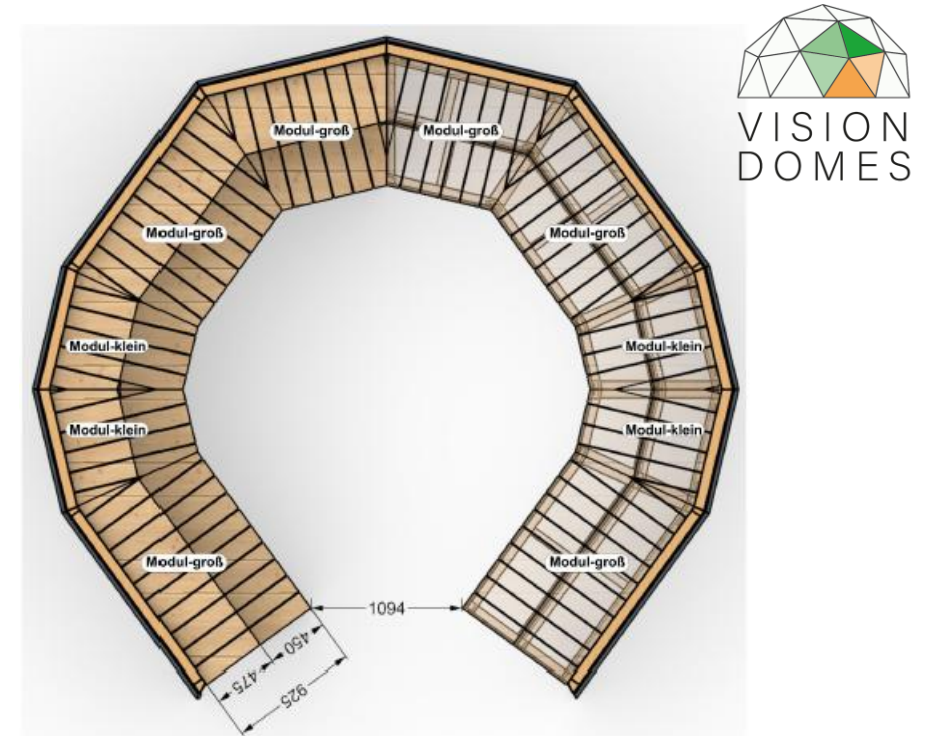 VISION
DOMES
Modul-groß
Modul-groß
Modul-groß
Modul-groß
Modul-klein
Modul-klein
Modul-klein
Modul-klein
Modul-groß
Modul-groß
1094
450
475
925